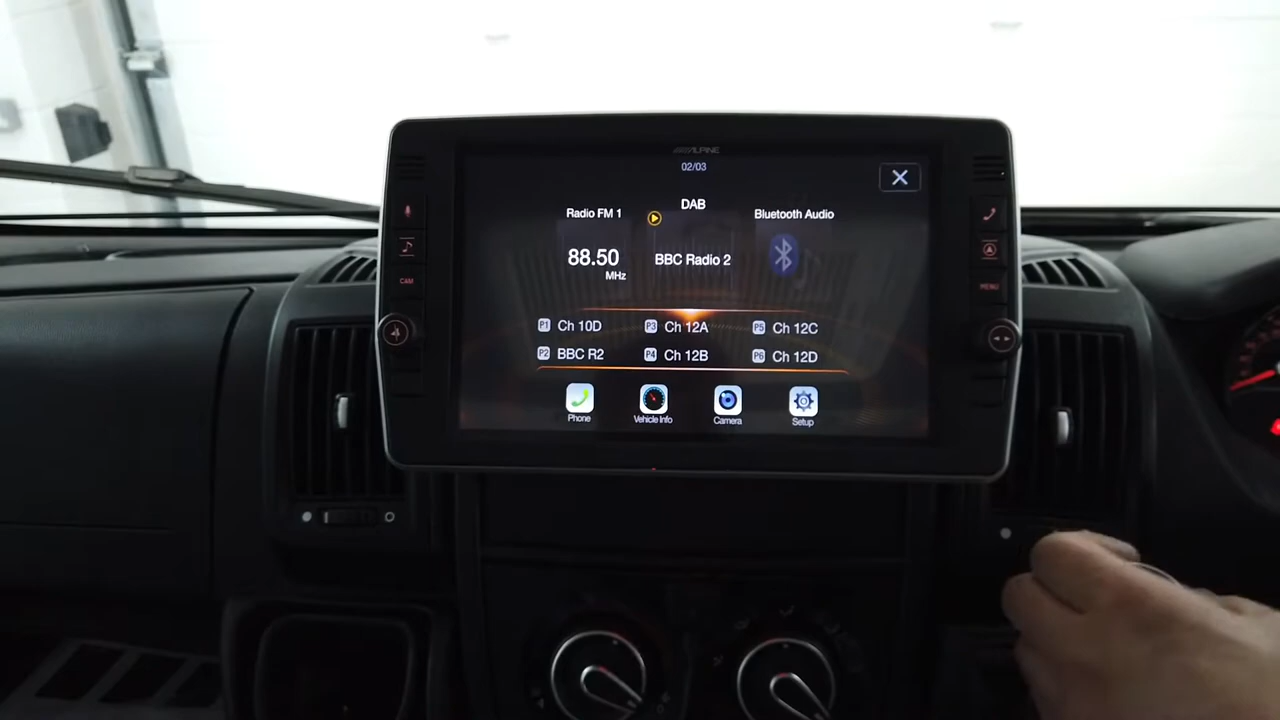 ALPINE
02/03
Radio FM 1
DAB
Bluetooth Audio
88.50
MHz
BBC Radio 2
P1 Ch 10D
P3 Ch 12A
P5 Ch 12C
P2 BBC R2
P4 Ch 12B
P6 Ch 12D
Phone
Vehicle Info
Camera
Setup
CAM
MENU